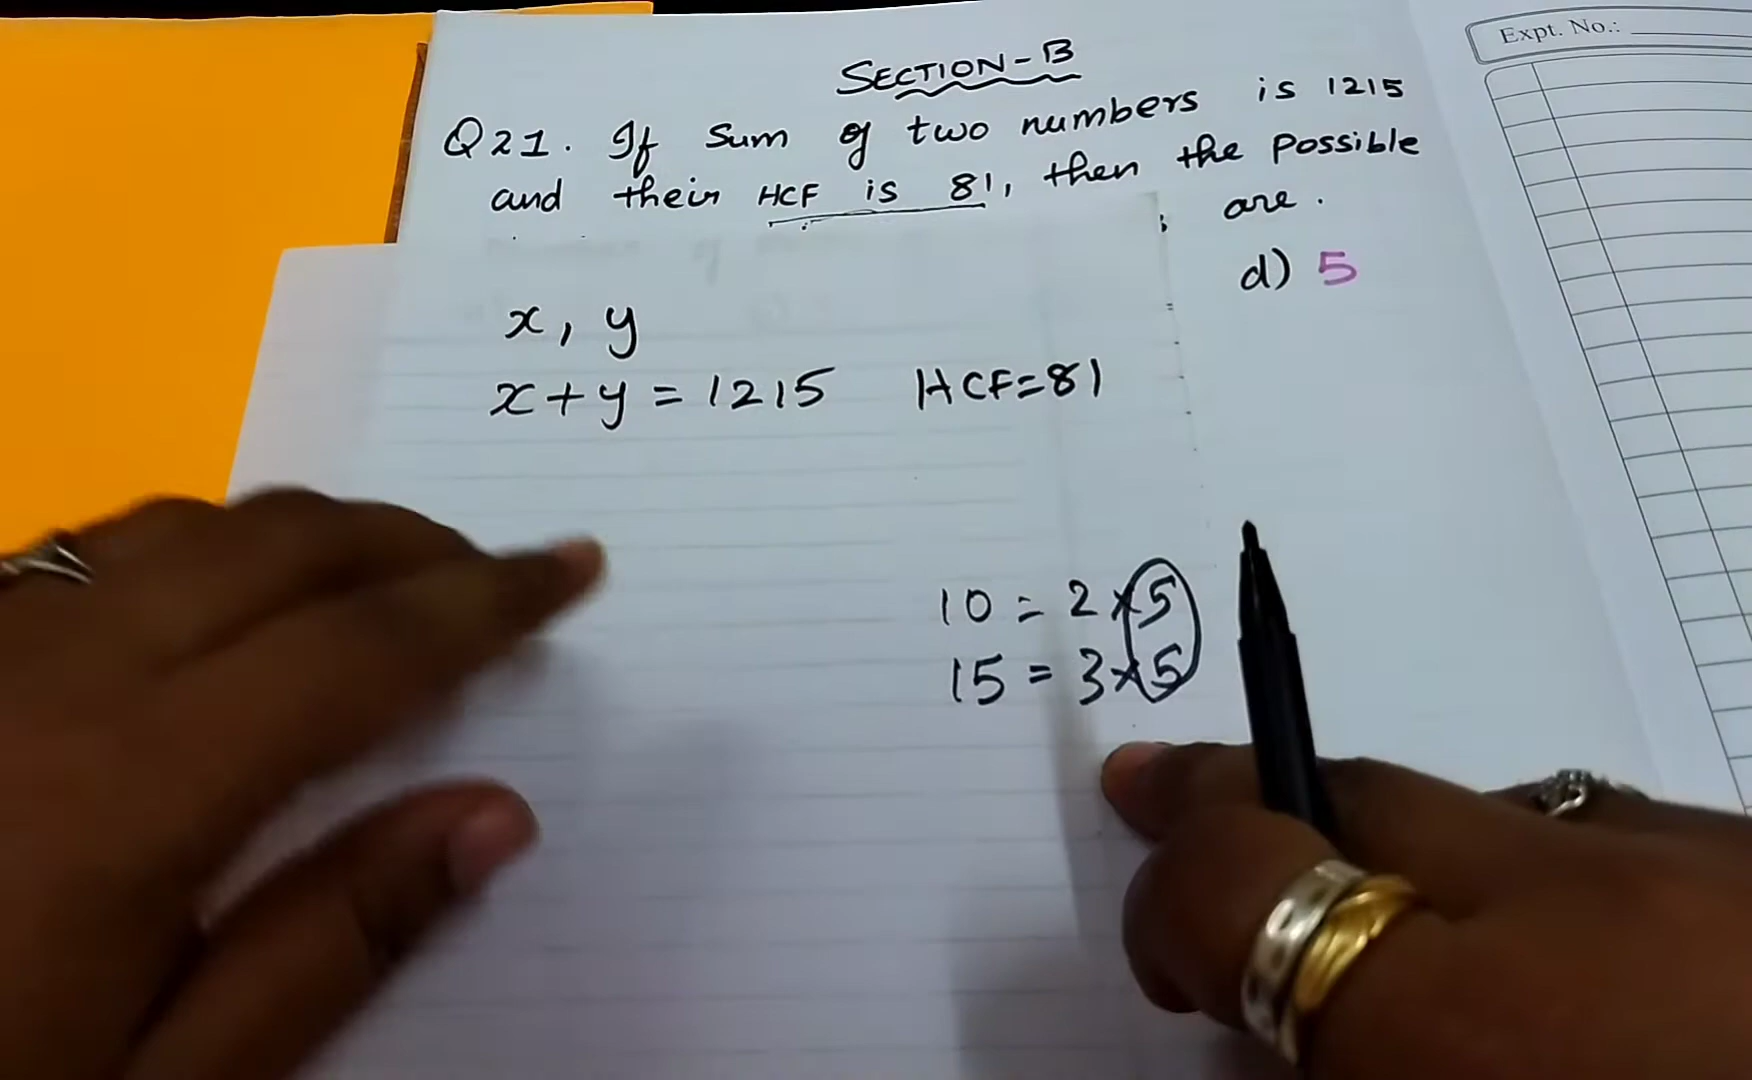 SECTION-B
Expt. No.:
Q21. If Sum of two numbers is 1215
and their HCF is 81, then the possible
are.
d) 5
x, y
x+y = 1215 HCF=81
10 = 2×5
15 = 3×5